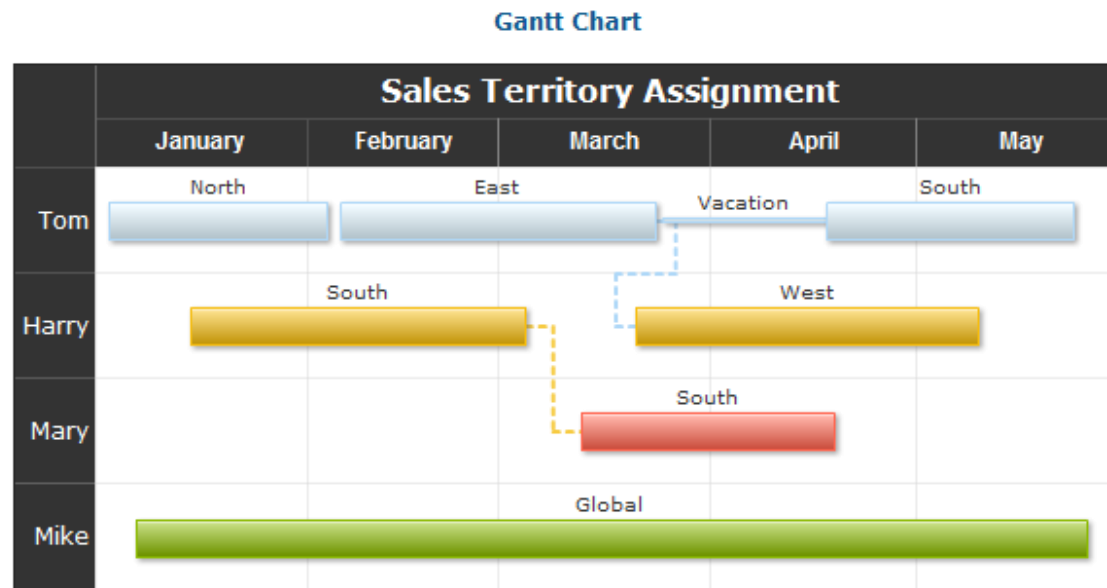 Gantt Chart
Sales Territory Assignment
January February March April May
North East Vacation South
Tom
South West
Harry
South
Mary
Global
Mike